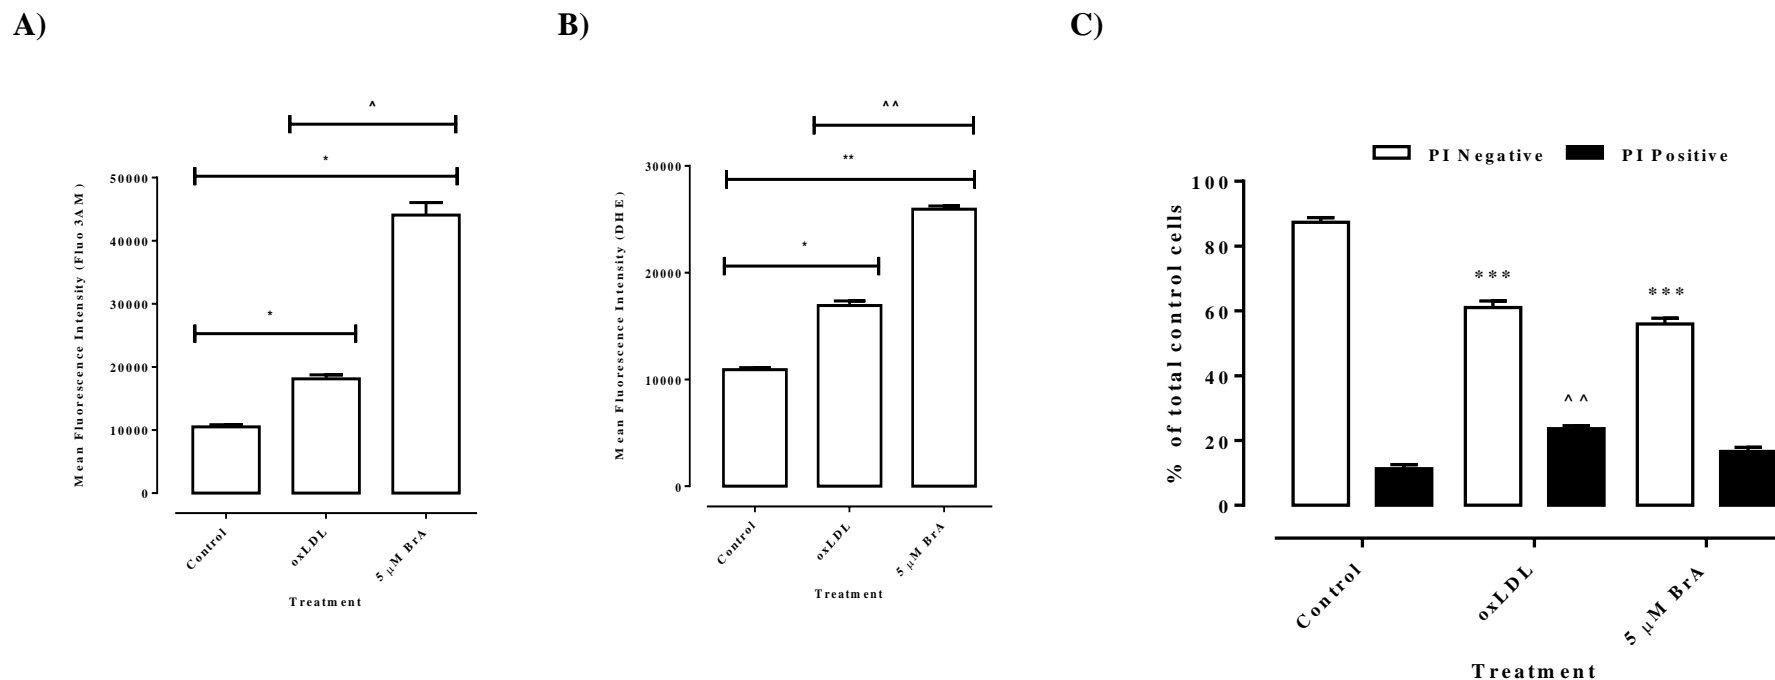 A)
^
*
*
50000
40000
30000
20000
10000
0
Mean Fluorescence Intensity (Fluo 3AM)
Control
oxLDL
5 µM BrA
Treatment
B)
^^
**
*
30000
20000
10000
0
Mean Fluorescence Intensity (DHE)
Control
oxLDL
5 µM BrA
Treatment
C)
PI Negative PI Positive
100
80
60
40
20
0
% of total control cells
***
***
^^
Control
oxLDL
5 µM BrA
Treatment